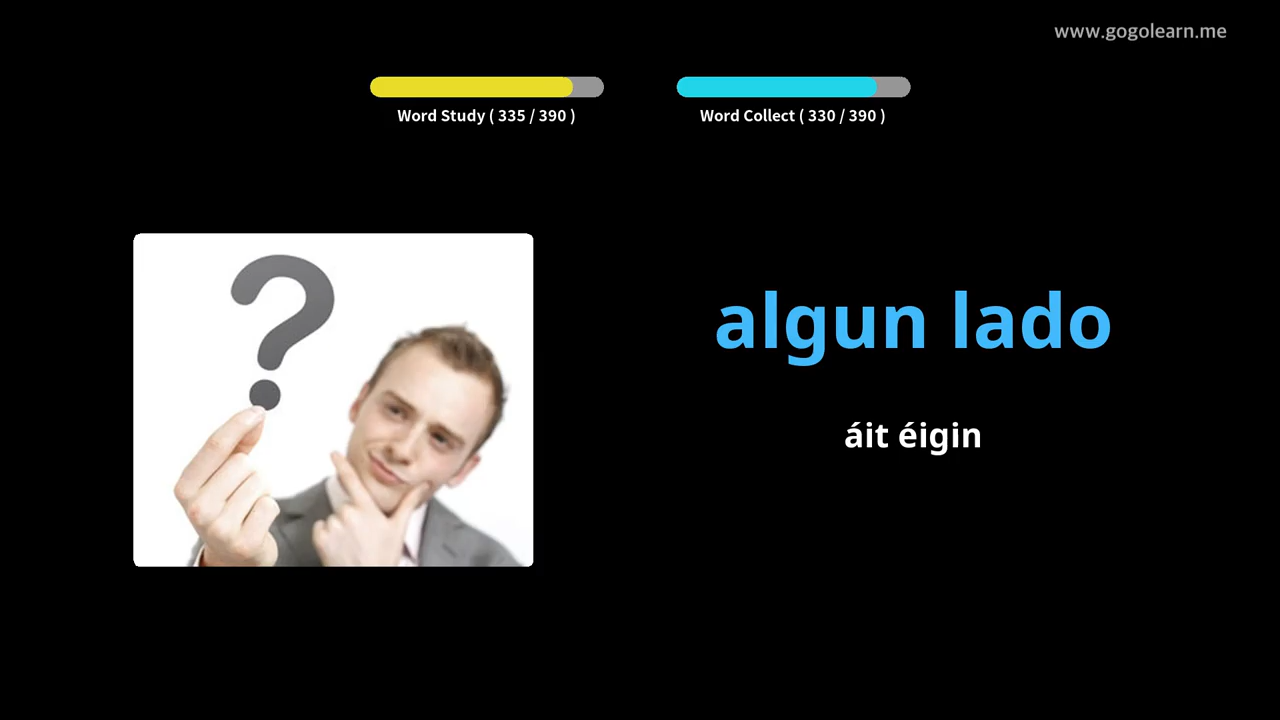 www.gogolearn.me
Word Study ( 335 / 390 )
Word Collect ( 330 / 390 )
algun lado
áit éigin